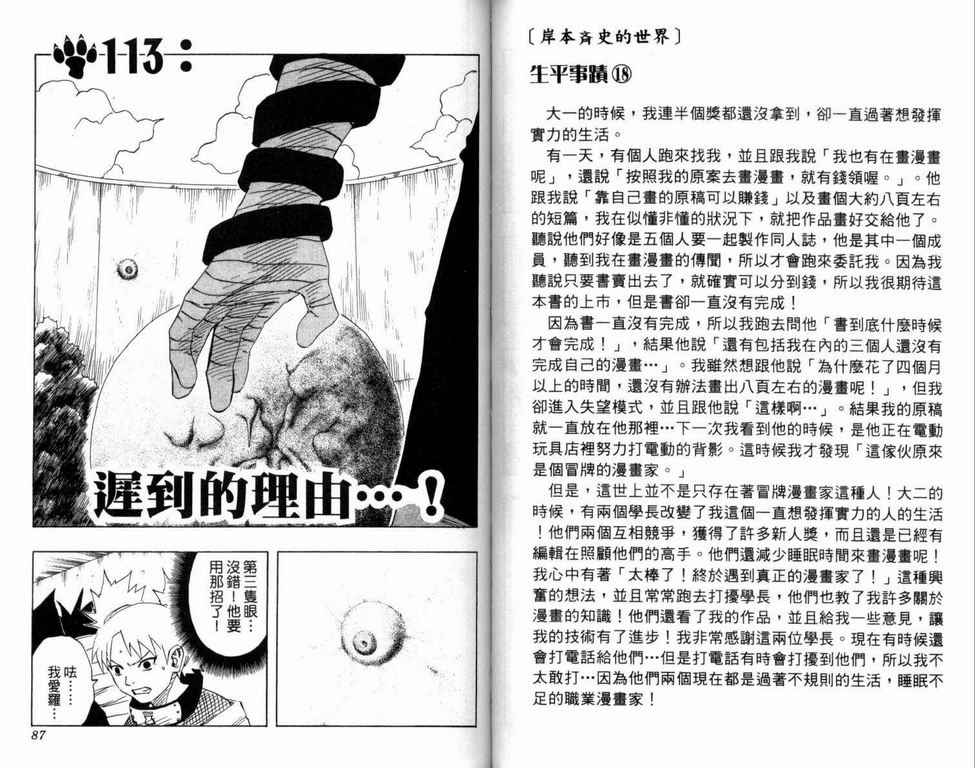 〔岸本斉史的世界〕
生平事蹟⑱
大一的時候，我連半個獎都還沒拿到，卻一直過著想發揮
實力的生活。
有一天，有個人跑來找我，並且跟我說「我也有在畫漫畫
呢」，還說「按照我的原案去畫漫畫，就有錢領喔。」。他
跟我說「靠自己畫的原稿可以賺錢」以及畫個大約八頁左右
的短篇，我在似懂非懂的狀況下，就把作品畫好交給他了。
聽說他們好像是五個人要一起製作同人誌，他是其中一個成
員，聽到我在畫漫畫的傳聞，所以才會跑來委託我。因為我
聽說只要書賣出去了，就確實可以分到錢，所以我很期待這
本書的上市，但是書卻一直沒有完成！
因為書一直沒有完成，所以我跑去問他「書到底什麼時候
才會完成！」，結果他說「還有包括我在內的三個人還沒有
完成自己的漫畫…」。我雖然想跟他說「為什麼花了四個月
以上的時間，還沒有辦法畫出八頁左右的漫畫呢！」，但我
卻進入失望模式，並且跟他說「這樣啊…」。結果我的原稿
就一直放在他那裡…下一次我看到他的時候，是他正在電動
玩具店裡努力打電動的背影。這時候我才發現「這傢伙原來
是個冒牌的漫畫家。」
但是，這世上並不是只存在著冒牌漫畫家這種人！大二的
時候，有兩個學長改變了我這個一直想發揮實力的人的生活
！他們兩個互相競爭，獲得了許多新人獎，而且還是已經有
編輯在照顧他們的高手。他們還減少睡眠時間來畫漫畫呢！
我心中有著「太棒了！終於遇到真正的漫畫家了！」這種興
奮的想法，並且常常跑去打擾學長，他們也教了我許多關於
漫畫的知識！他們還看了我的作品，並且給我一些意見，讓
我的技術有了進步！我非常感謝這兩位學長。現在有時候還
會打電話給他們…但是打電話有時會打擾到他們，所以我不
太敢打…因為他們兩個現在都是過著不規則的生活，睡眠不
足的職業漫畫家！
113：
遲到的理由…！
第三隻眼…
沒錯！他要
用那招了！
呿……
我愛羅…
87